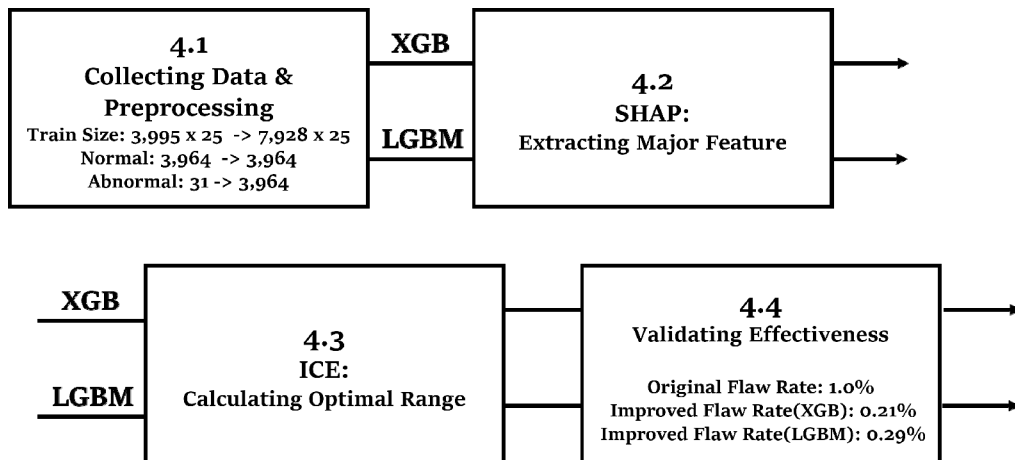 4.1
Collecting Data &
Preprocessing
Train Size: 3,995 x 25 -> 7,928 x 25
Normal: 3,964 -> 3,964
Abnormal: 31 -> 3,964
XGB
LGBM
4.2
SHAP:
Extracting Major Feature
XGB
LGBM
4.3
ICE:
Calculating Optimal Range
4.4
Validating Effectiveness
Original Flaw Rate: 1.0%
Improved Flaw Rate(XGB): 0.21%
Improved Flaw Rate(LGBM): 0.29%